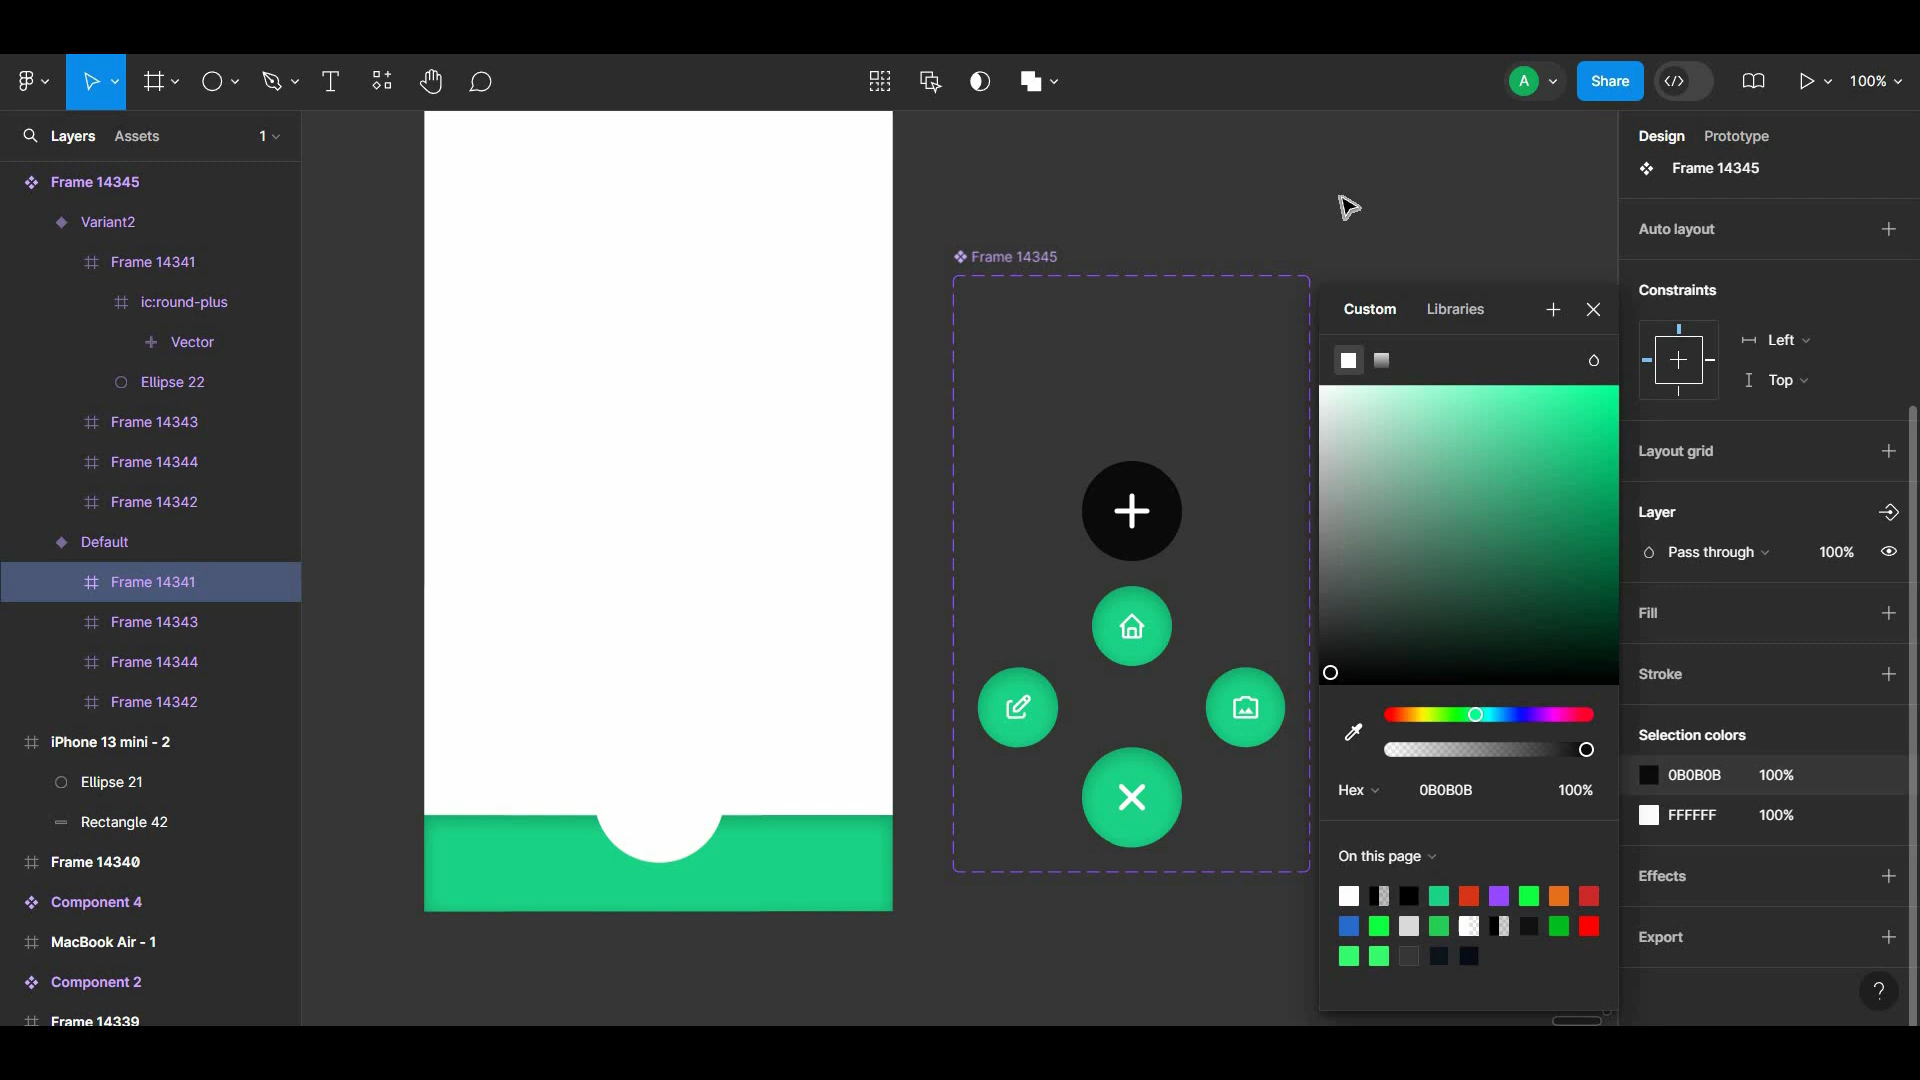 A
Share
100%
Layers
Assets
1
Frame 14345
Variant2
Frame 14341
ic:round-plus
Vector
Ellipse 22
Frame 14343
Frame 14344
Frame 14342
Default
Frame 14341
Frame 14343
Frame 14344
Frame 14342
iPhone 13 mini - 2
Ellipse 21
Rectangle 42
Frame 14340
Component 4
MacBook Air - 1
Component 2
Frame 14339
Frame 14345
Custom
Libraries
Hex
0B0B0B
100%
On this page
Design
Prototype
Frame 14345
Auto layout
Constraints
Left
Top
Layout grid
Layer
Pass through
100%
Fill
Stroke
Selection colors
0B0B0B
100%
FFFFFF
100%
Effects
Export
?